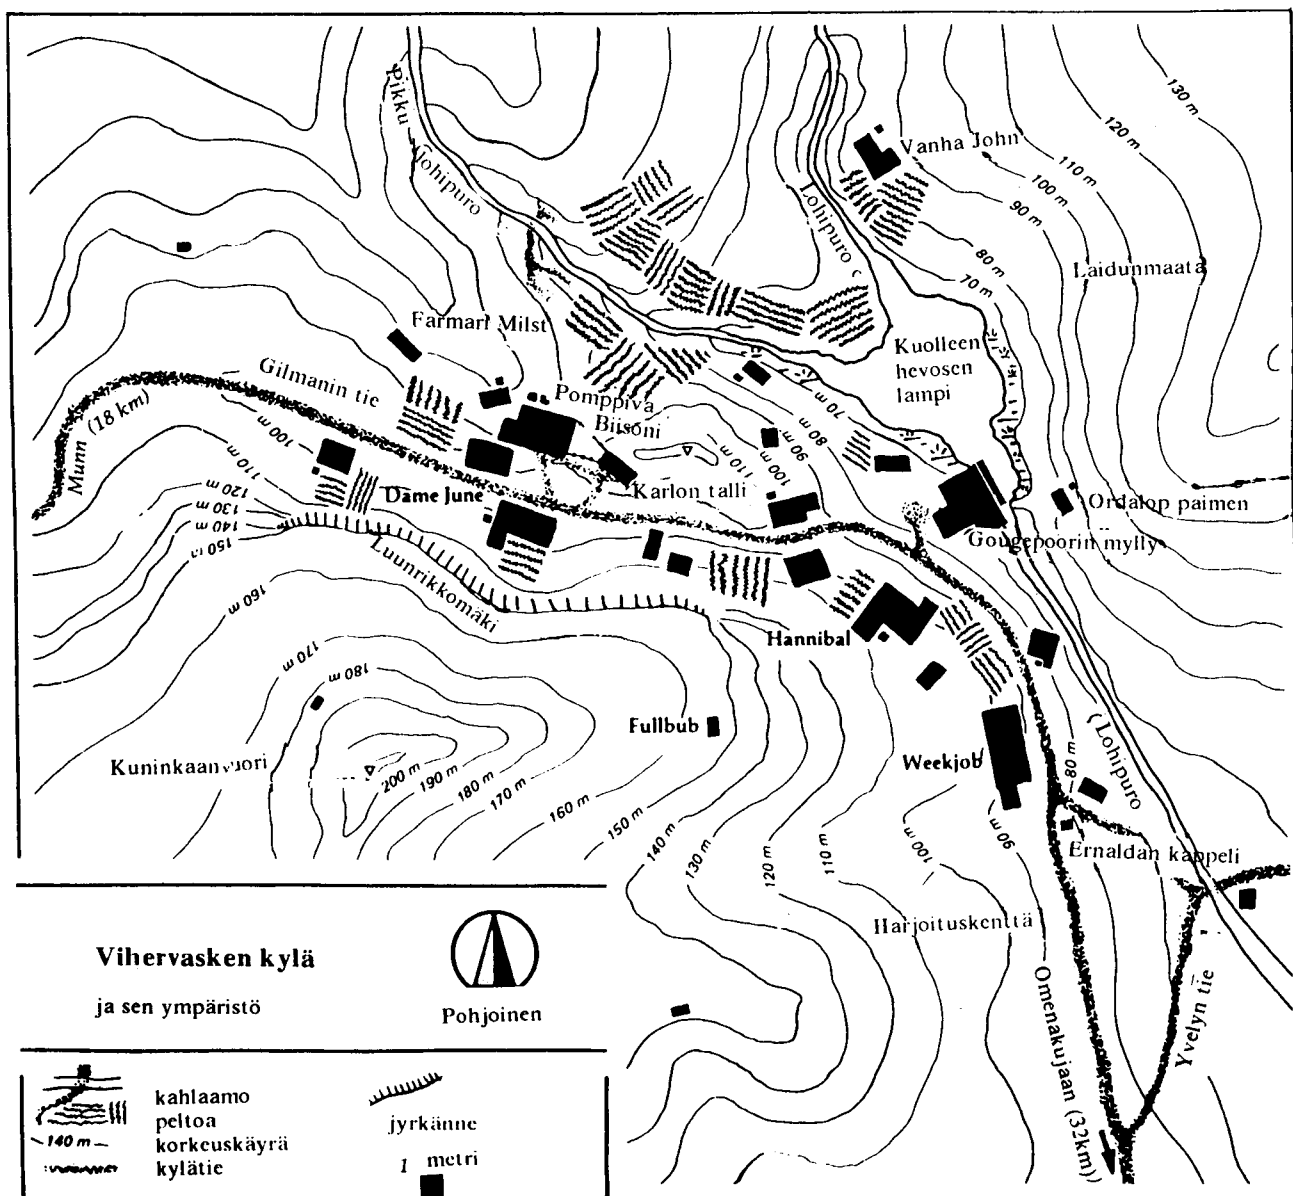 130 m
120 m
110 m
100 m
90 m
80 m
70 m
Pikku
Lohipuro
Vanha John
Lohipuro
Laidunmaata
Farmari Milst
Kuolleen
hevosen
lampi
Gilmanin tie
Munn (18 km)
Pomppiva
Biisoni
70 m
80 m
90 m
100 m
110 m
100 m
110 m
120 m
130 m
140 m
150 m
Dame June
Karlon talli
Ordalop paimen
Gougepoorin mylly
Luunrikkomäki
160 m
170 m
180 m
Hannibal
Fullbub
Kuninkaanvuori
200 m
190 m
180 m
170 m
160 m
150 m
140 m
130 m
120 m
110 m
100 m
90 m
80 m
Weekjob
(Lohipuro
Ernaldan kappeli
Harjoituskenttä
Omenakujaan (32km))
Yvelyn tie
Vihervasken kylä
ja sen ympäristö
Pohjoinen
kahlaamo
peltoa
140 m
korkeuskäyrä
kylätie
jyrkänne
1 metri